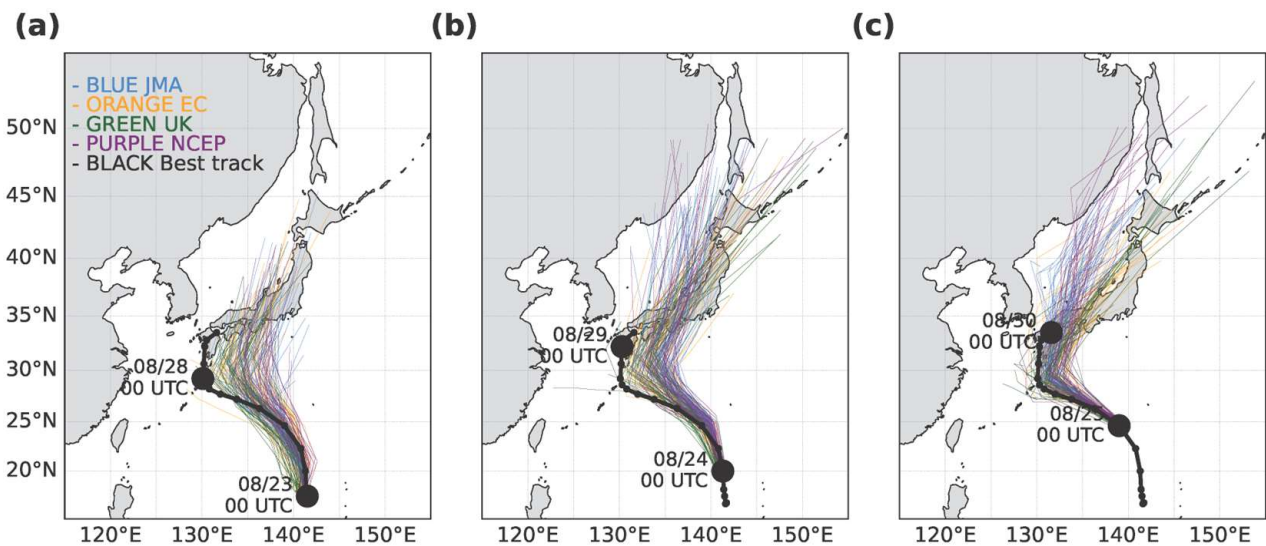 (a) (b) (c)
- BLUE JMA
- ORANGE EC
- GREEN UK
- PURPLE NCEP
- BLACK Best track
50°N
45°N
40°N
35°N
30°N
25°N
20°N
08/28
00 UTC
08/23
00 UTC
08/29
00 UTC
08/24
00 UTC
08/30
00 UTC
08/25
00 UTC
120°E 130°E 140°E 150°E
120°E 130°E 140°E 150°E
120°E 130°E 140°E 150°E